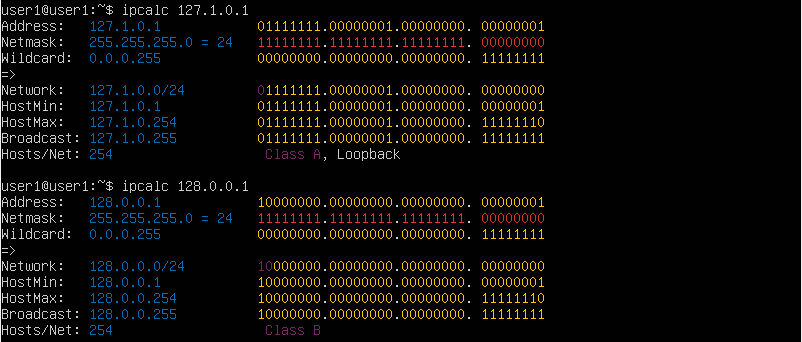 user1@user1:~$ ipcalc 127.1.0.1
Address:   127.1.0.1            01111111.00000001.00000000. 00000001
Netmask:   255.255.255.0 = 24   11111111.11111111.11111111. 00000000
Wildcard:  0.0.0.255            00000000.00000000.00000000. 11111111
=>
Network:   127.1.0.0/24         01111111.00000001.00000000. 00000000
HostMin:   127.1.0.1            01111111.00000001.00000000. 00000001
HostMax:   127.1.0.254          01111111.00000001.00000000. 11111110
Broadcast: 127.1.0.255          01111111.00000001.00000000. 11111111
Hosts/Net: 254                   Class A, Loopback
user1@user1:~$ ipcalc 128.0.0.1
Address:   128.0.0.1            10000000.00000000.00000000. 00000001
Netmask:   255.255.255.0 = 24   11111111.11111111.11111111. 00000000
Wildcard:  0.0.0.255            00000000.00000000.00000000. 11111111
=>
Network:   128.0.0.0/24         10000000.00000000.00000000. 00000000
HostMin:   128.0.0.1            10000000.00000000.00000000. 00000001
HostMax:   128.0.0.254          10000000.00000000.00000000. 11111110
Broadcast: 128.0.0.255          10000000.00000000.00000000. 11111111
Hosts/Net: 254                   Class B